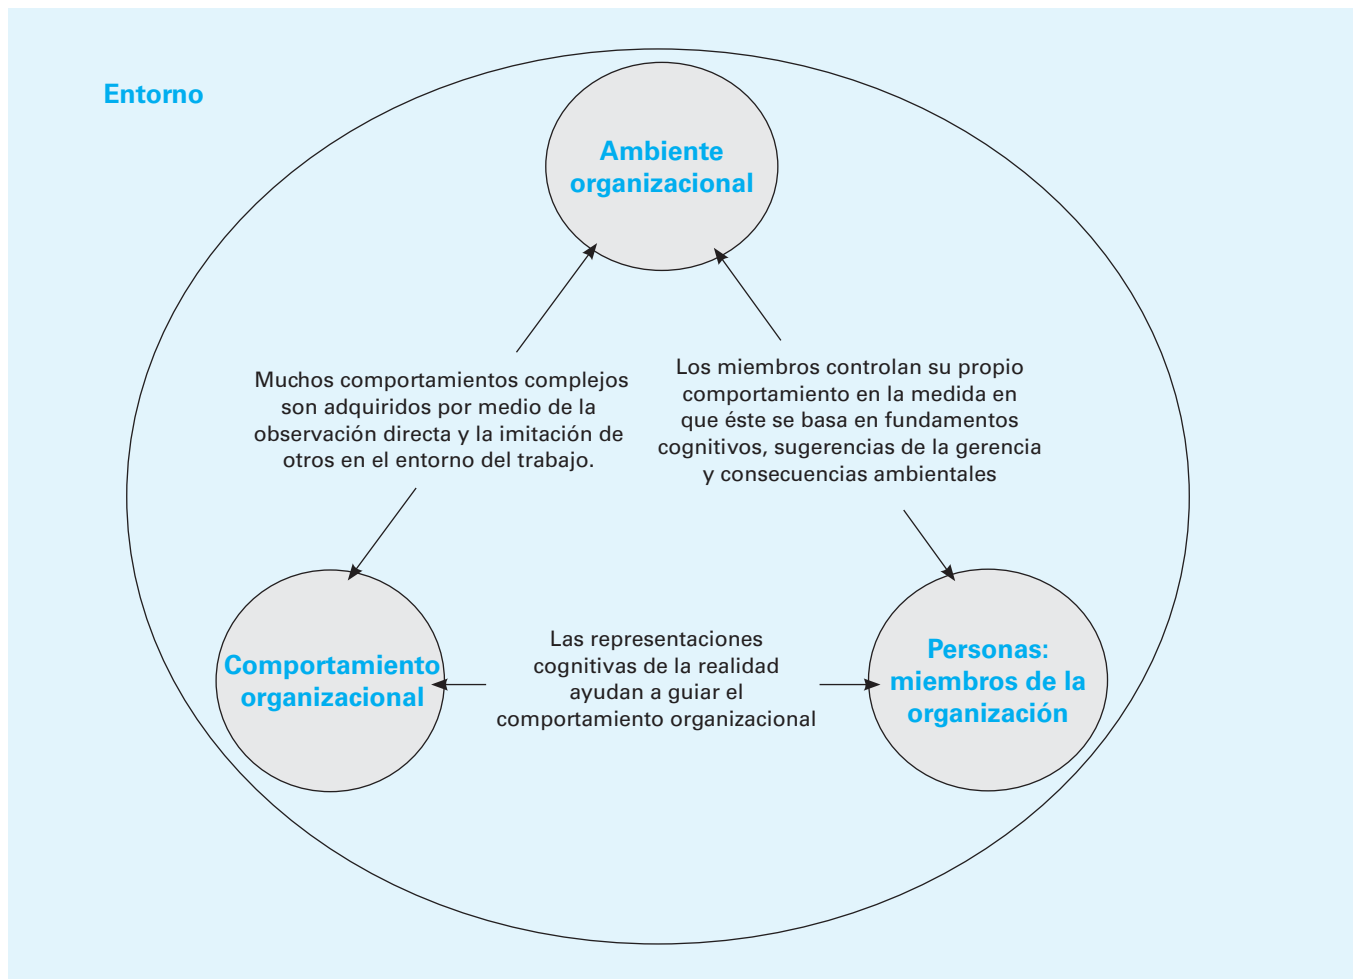 Entorno
Ambiente
organizacional
Muchos comportamientos complejos
son adquiridos por medio de la
observación directa y la imitación de
otros en el entorno del trabajo.
Los miembros controlan su propio
comportamiento en la medida en
que éste se basa en fundamentos
cognitivos, sugerencias de la gerencia
y consecuencias ambientales
Comportamiento
organizacional
Las representaciones
cognitivas de la realidad
ayudan a guiar el
comportamiento organizacional
Personas:
miembros de la
organización